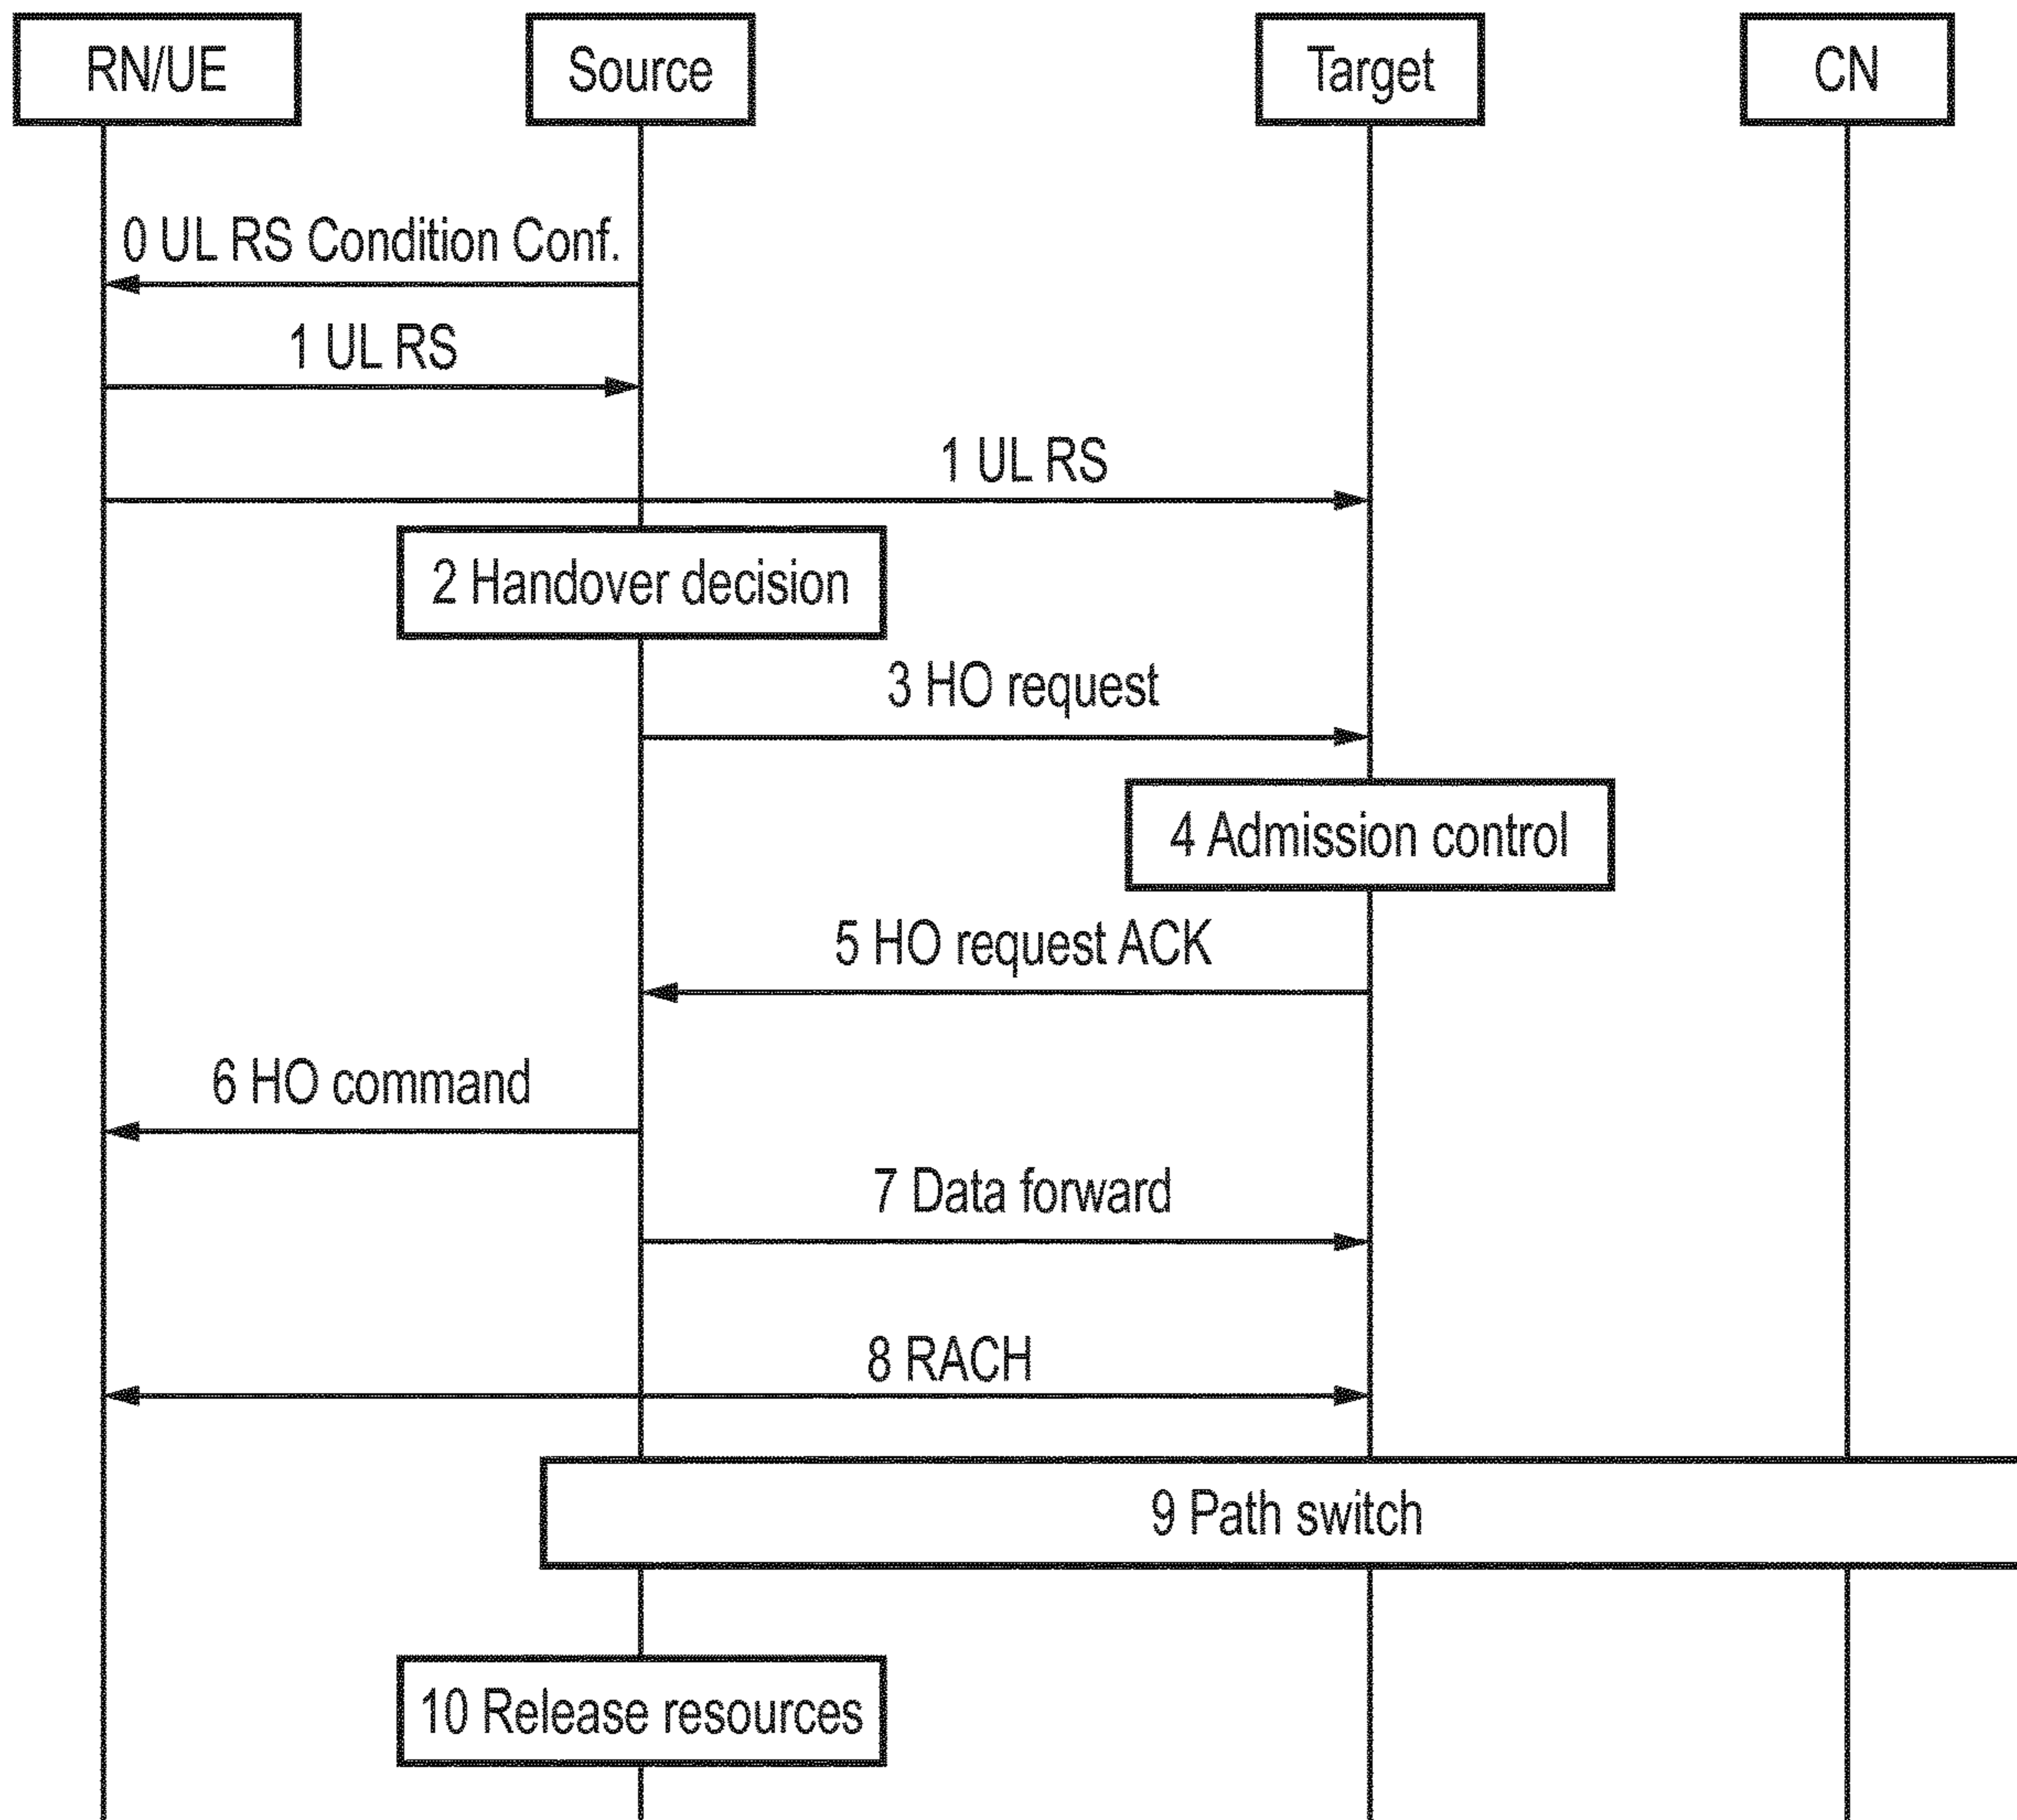 RN/UE
Source
Target
CN
0 UL RS Condition Conf.
1 UL RS
1 UL RS
2 Handover decision
3 HO request
4 Admission control
5 HO request ACK
6 HO command
7 Data forward
8 RACH
9 Path switch
10 Release resources